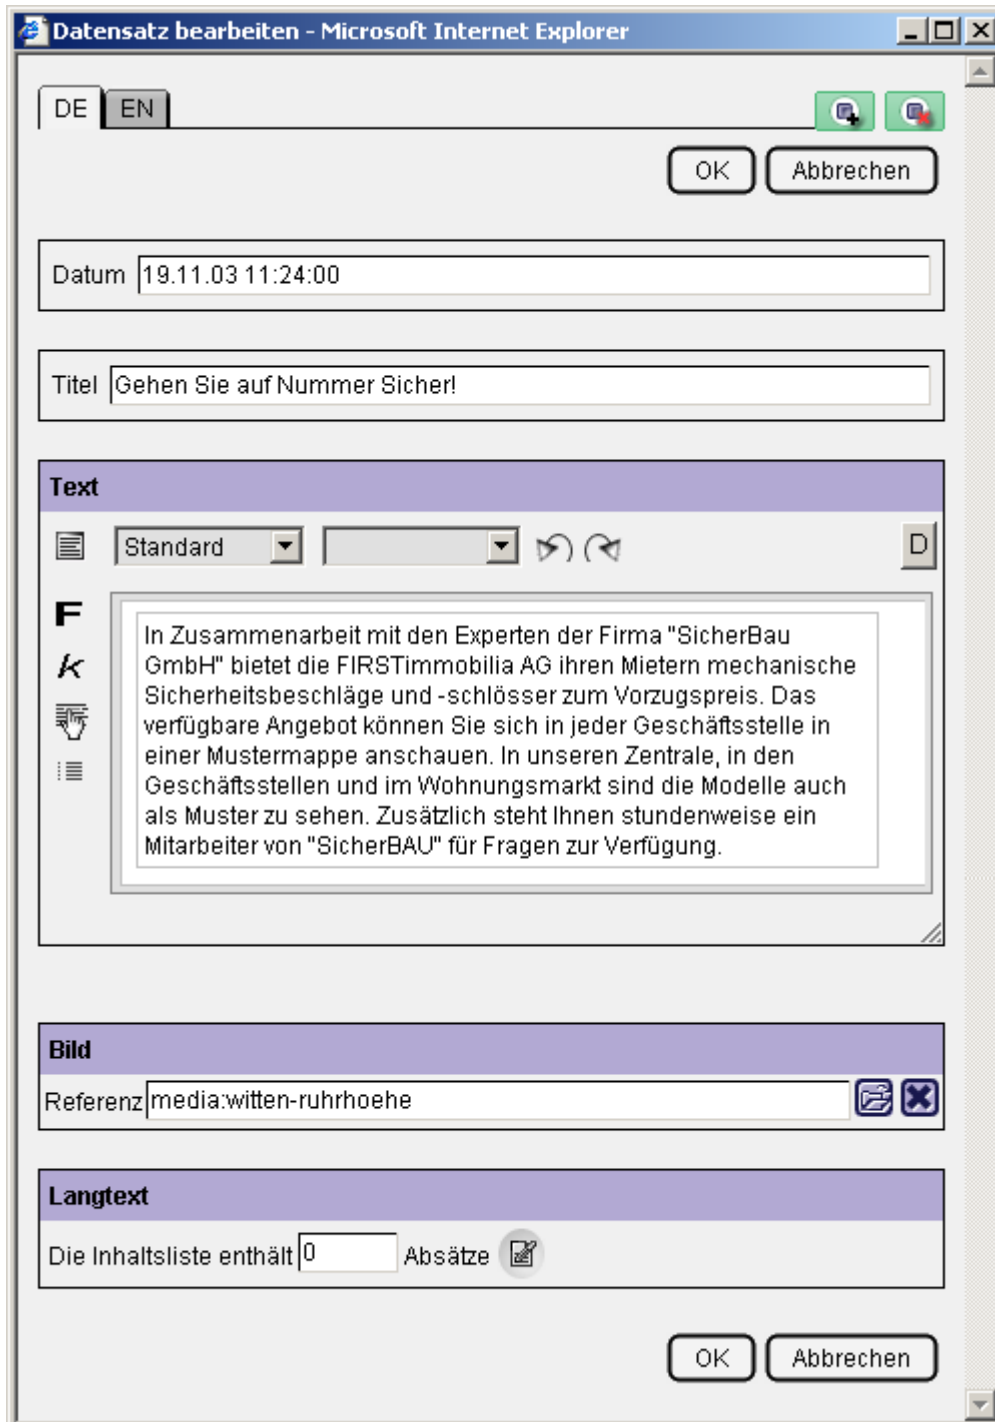 Datensatz bearbeiten - Microsoft Internet Explorer
DE EN
OK Abbrechen
Datum 19.11.03 11:24:00
Titel Gehen Sie auf Nummer Sicher!
Text
Standard D
F
k
In Zusammenarbeit mit den Experten der Firma "SicherBau
GmbH" bietet die FIRSTimmobilia AG ihren Mietern mechanische
Sicherheitsbeschläge und -schlösser zum Vorzugspreis. Das
verfügbare Angebot können Sie sich in jeder Geschäftsstelle in
einer Mustermappe anschauen. In unseren Zentrale, in den
Geschäftsstellen und im Wohnungsmarkt sind die Modelle auch
als Muster zu sehen. Zusätzlich steht Ihnen stundenweise ein
Mitarbeiter von "SicherBAU" für Fragen zur Verfügung.
Bild
Referenz media:witten-ruhrhoehe
Langtext
Die Inhaltsliste enthält 0 Absätze
OK Abbrechen